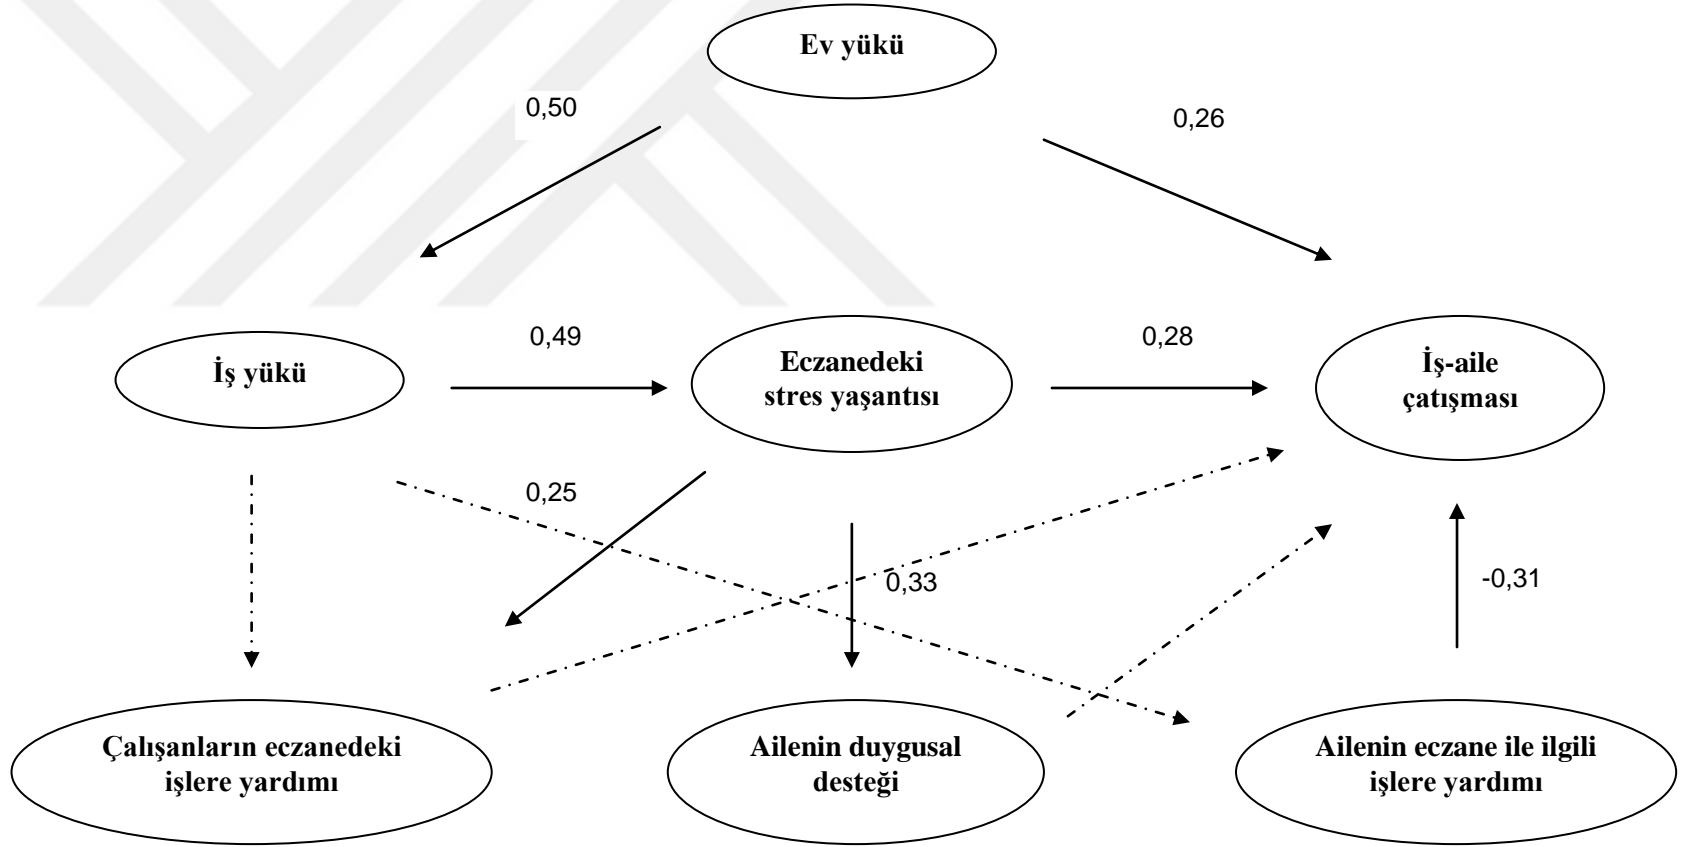 Ev yükü
0,50
0,26
İş yükü
0,49
Eczanedeki
stres yaşantısı
0,28
İş-aile
çatışması
0,25
0,33
-0,31
Çalışanların eczanedeki
işlere yardımı
Ailenin duygusal
desteği
Ailenin eczane ile ilgili
işlere yardımı